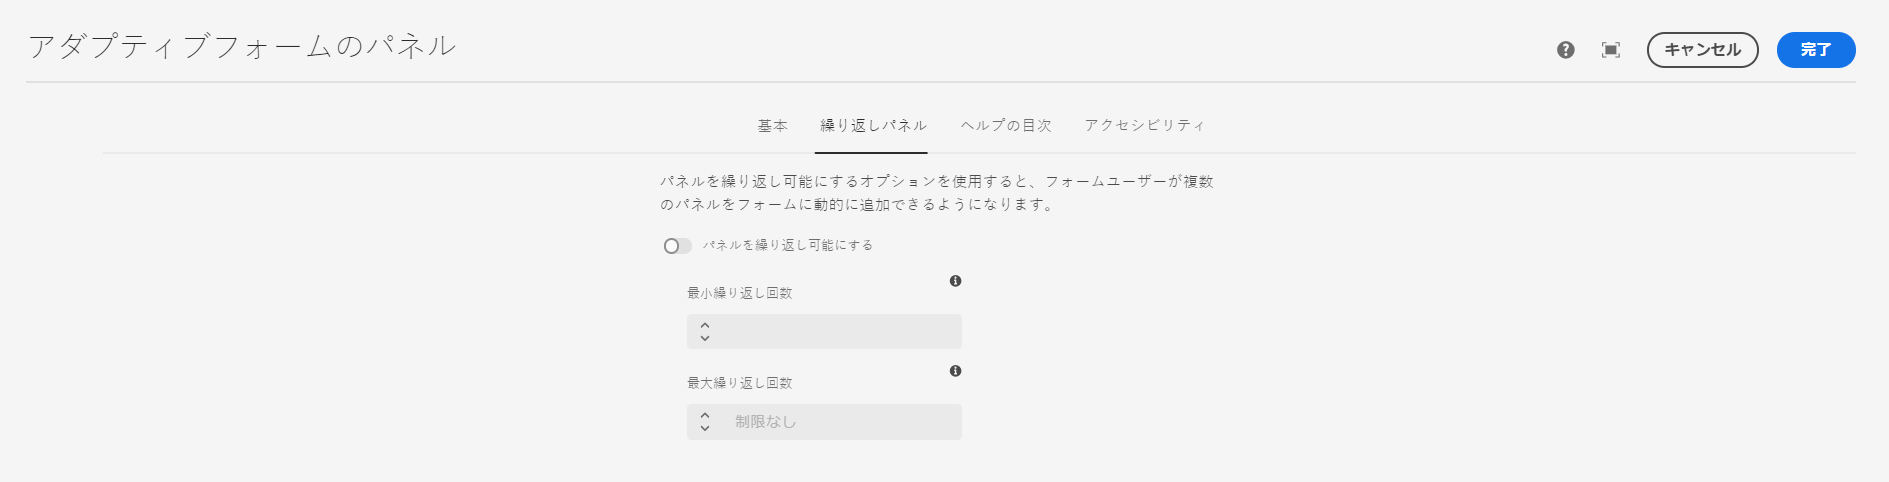 アダプティブフォームのパネル
キャンセル
完了
基本
繰り返しパネル
ヘルプの目次
アクセシビリティ
パネルを繰り返し可能にするオプションを使用すると、フォームユーザーが複数
のパネルをフォームに動的に追加できるようになります。
パネルを繰り返し可能にする
最小繰り返し回数
最大繰り返し回数
制限なし